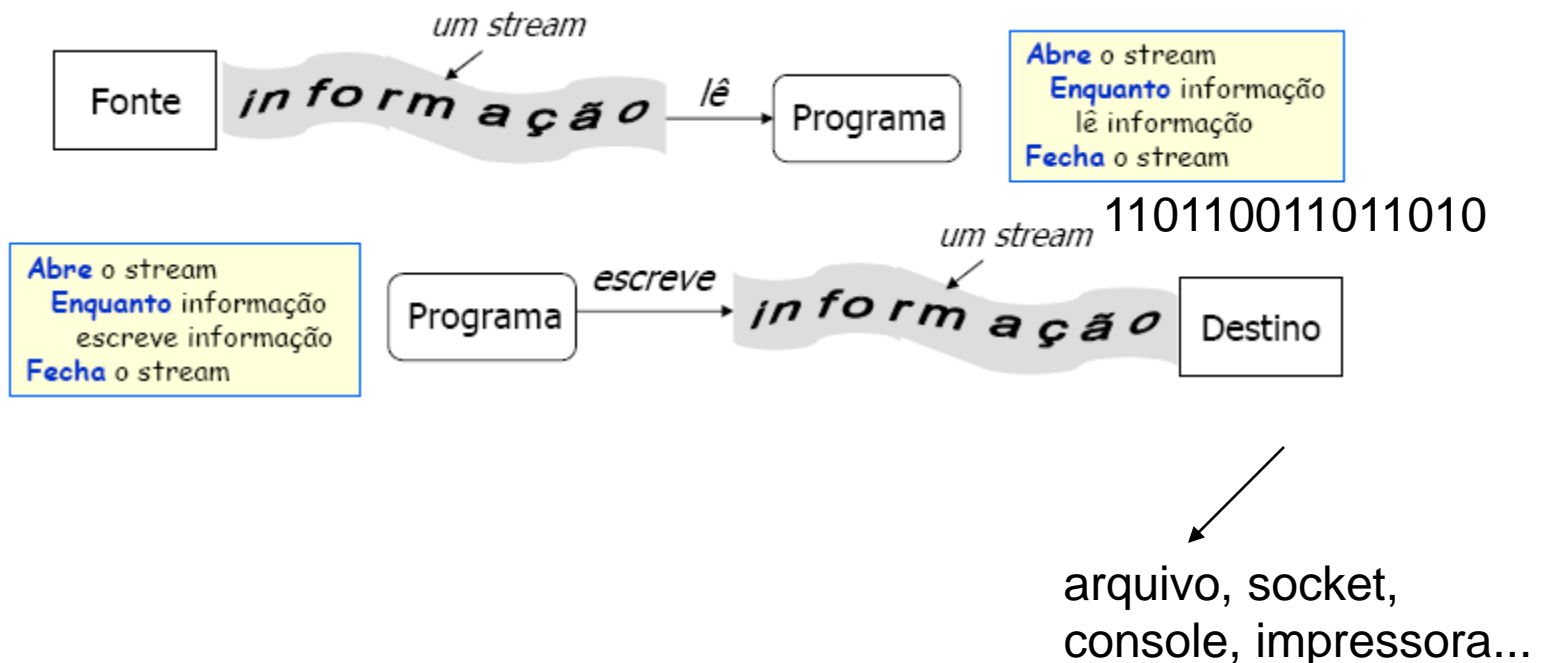 um stream
Fonte
informação
lê
Programa
Abre o stream
Enquanto informação
lê informação
Fecha o stream
110110011011010
Abre o stream
Enquanto informação
escreve informação
Fecha o stream
Programa
escreve
um stream
informação
Destino
arquivo, socket,
console, impressora...